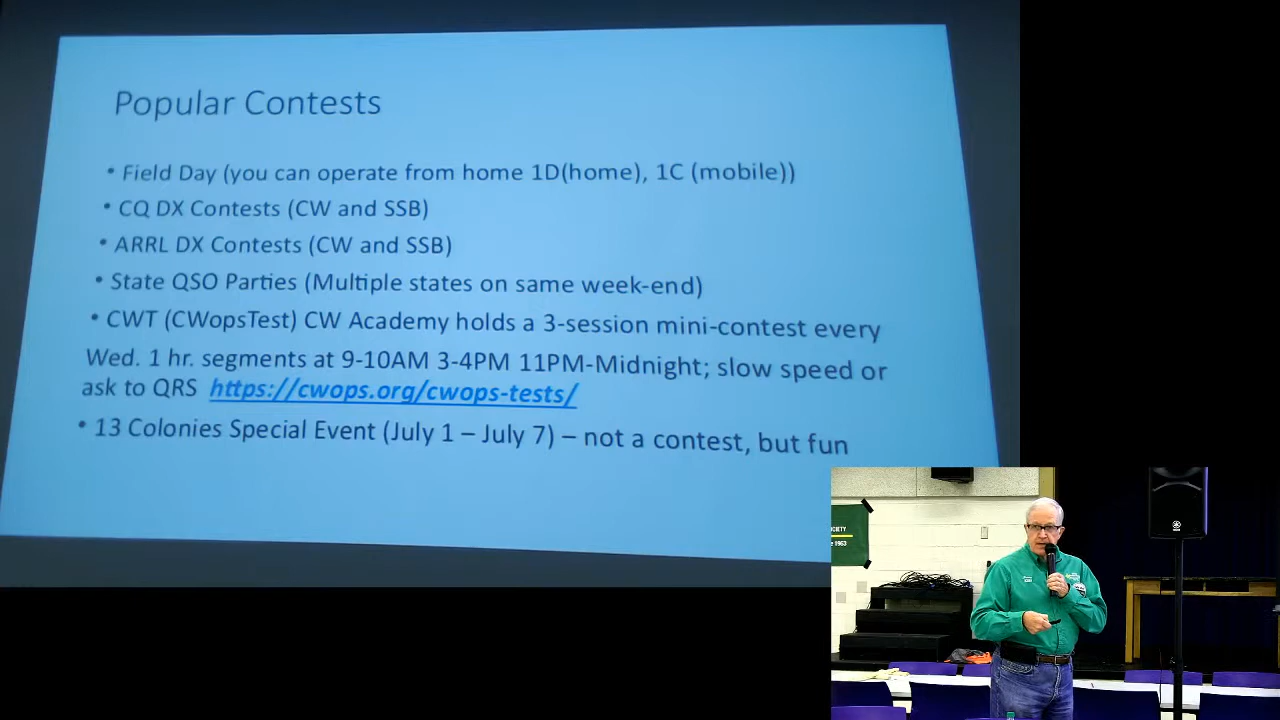 Popular Contests
• Field Day (you can operate from home 1D(home), 1C (mobile))
• CQ DX Contests (CW and SSB)
• ARRL DX Contests (CW and SSB)
• State QSO Parties (Multiple states on same week-end)
• CWT (CWopsTest) CW Academy holds a 3-session mini-contest every
Wed. 1 hr. segments at 9-10AM 3-4PM 11PM-Midnight; slow speed or
ask to QRS https://cwops.org/cwops-tests/
• 13 Colonies Special Event (July 1 – July 7) – not a contest, but fun
1963